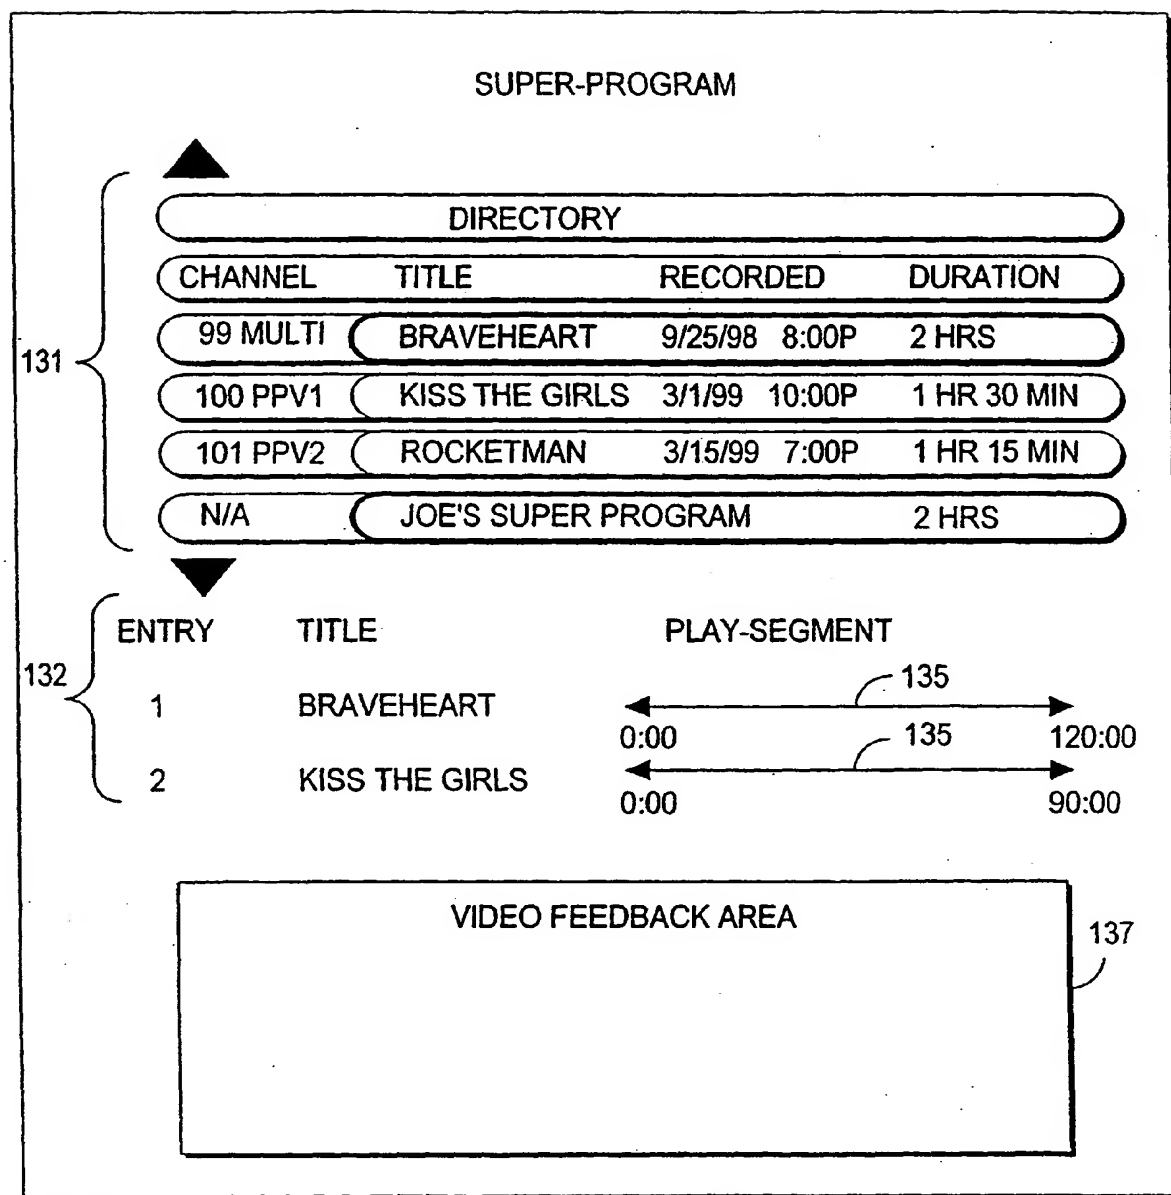 SUPER-PROGRAM
DIRECTORY
CHANNEL TITLE RECORDED DURATION
99 MULTI BRAVEHEART 9/25/98 8:00P 2 HRS
131
100 PPV1 KISS THE GIRLS 3/1/99 10:00P 1 HR 30 MIN
101 PPV2 ROCKETMAN 3/15/99 7:00P 1 HR 15 MIN
N/A JOE'S SUPER PROGRAM 2 HRS
ENTRY TITLE PLAY-SEGMENT
132
135
1 BRAVEHEART
0:00 135 120:00
2 KISS THE GIRLS
0:00 90:00
VIDEO FEEDBACK AREA
137